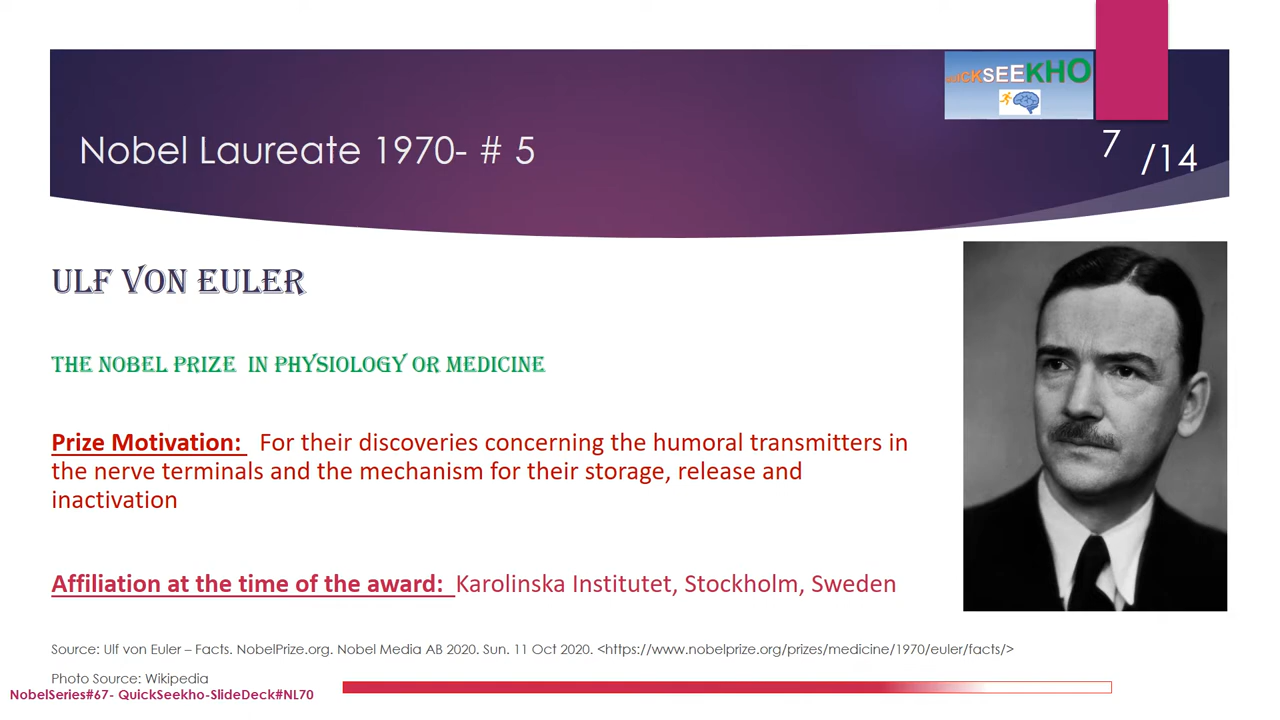 QUICKSEEKHO
Nobel Laureate 1970- # 5
7 /14
ULF VON EULER
THE NOBEL PRIZE IN PHYSIOLOGY OR MEDICINE
Prize Motivation: For their discoveries concerning the humoral transmitters in
the nerve terminals and the mechanism for their storage, release and
inactivation
Affiliation at the time of the award: Karolinska Institutet, Stockholm, Sweden
Source: Ulf von Euler – Facts. NobelPrize.org. Nobel Media AB 2020. Sun. 11 Oct 2020. <https://www.nobelprize.org/prizes/medicine/1970/euler/facts/>
Photo Source: Wikipedia
NobelSeries#67- QuickSeekho-SlideDeck#NL70